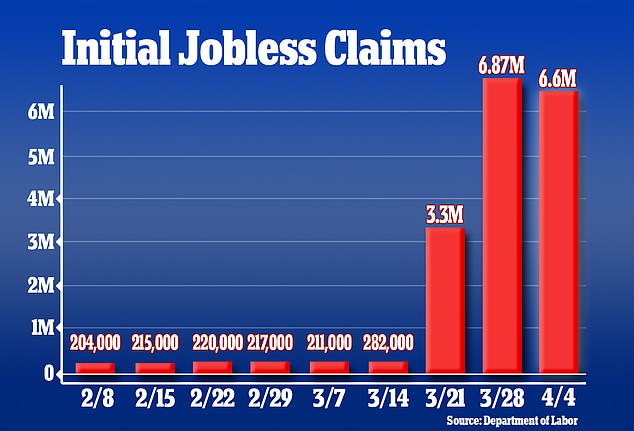 Initial Jobless Claims
6.87M
6.6M
6M
5M
4M
3.3M
3M
2M
1M
204,000 215,000 220,000 217,000 211,000 282,000
0
2/8 2/15 2/22 2/29 3/7 3/14 3/21 3/28 4/4
Source: Department of Labor